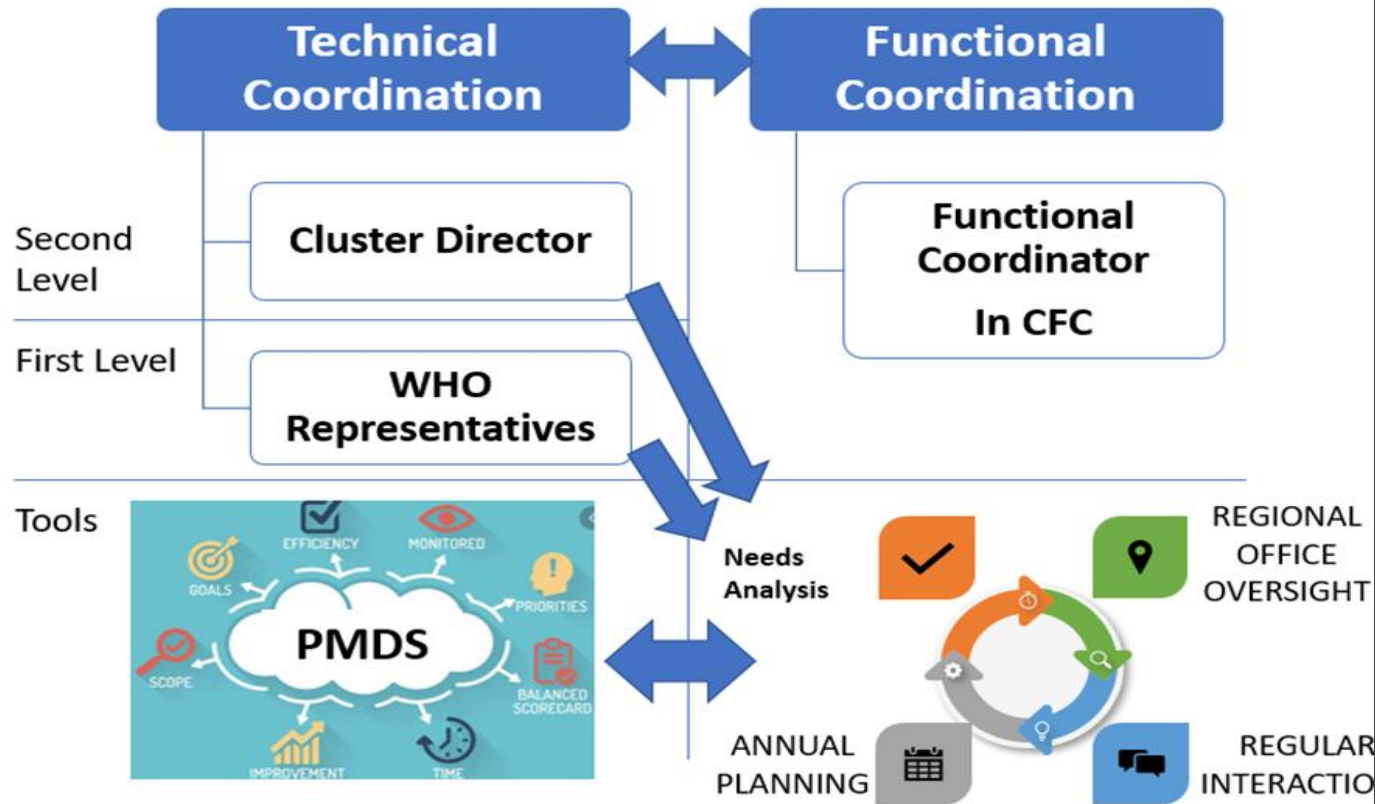 Technical
Coordination
Functional
Coordination
Second
Level
Cluster Director
Functional
Coordinator
In CFC
First Level
WHO
Representatives
Tools
EFFICIENCY
MONITORED
GOALS
PRIORITIES
PMDS
SCOPE
BALANCED
SCORECARD
IMPROVEMENT
TIME
Needs
Analysis
REGIONAL
OFFICE
OVERSIGHT
ANNUAL
PLANNING
REGULAR
INTERACTIO